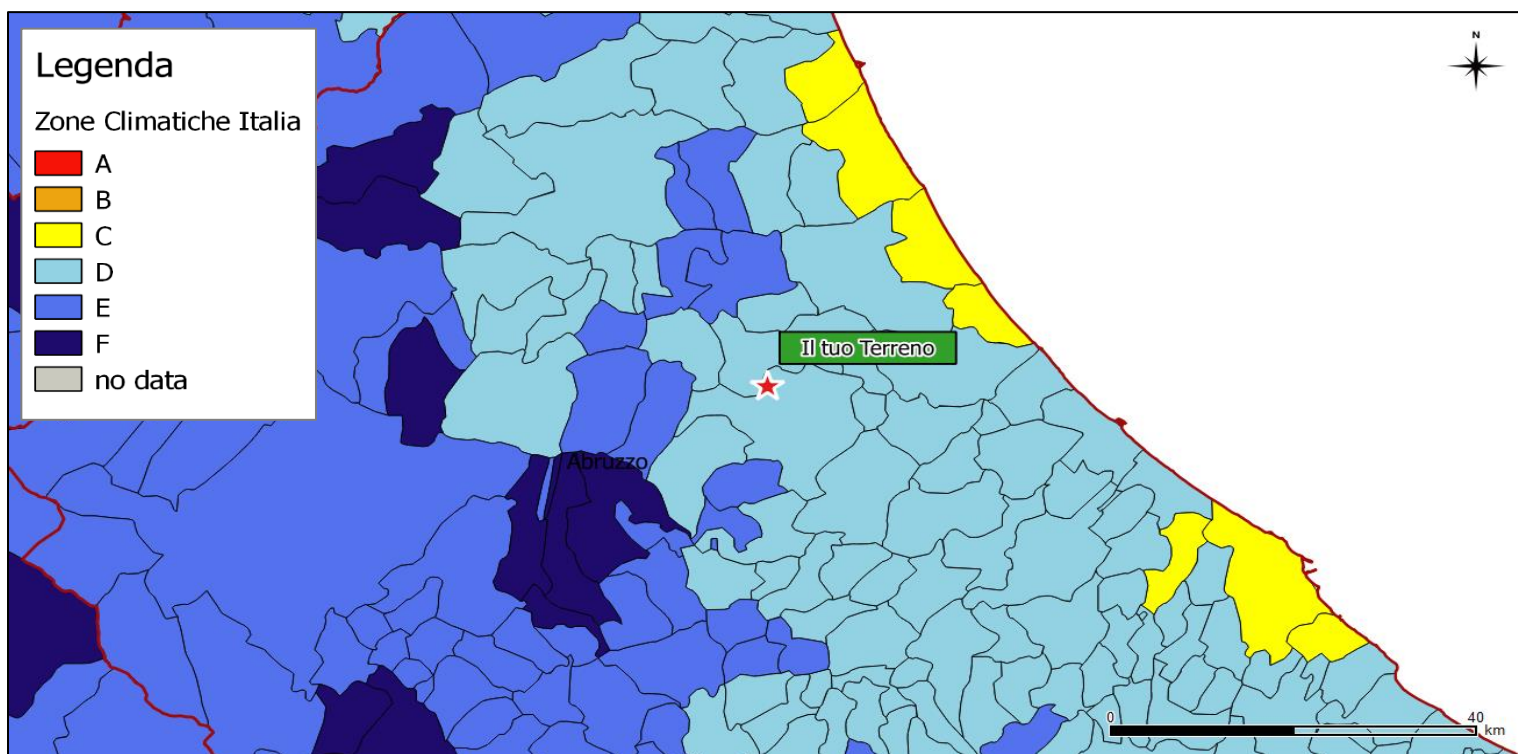 Legenda
Zone Climatiche Italia
A
B
C
D
E
F
no data
N
Il tuo Terreno
Abruzzo
0
40
km